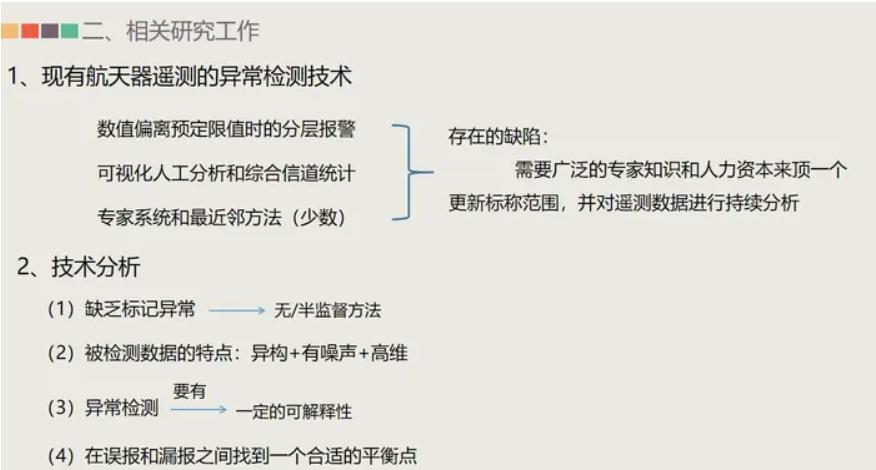 二、相关研究工作
1、现有航天器遥测的异常检测技术
数值偏离预定限值时的分层报警
可视化人工分析和综合信道统计
专家系统和最近邻方法（少数）
存在的缺陷：
需要广泛的专家知识和人力资本来顶一个
更新标称范围，并对遥测数据进行持续分析
2、技术分析
（1）缺乏标记异常 无/半监督方法
（2）被检测数据的特点：异构+有噪声+高维
（3）异常检测 要有 一定的可解释性
（4）在误报和漏报之间找到一个合适的平衡点